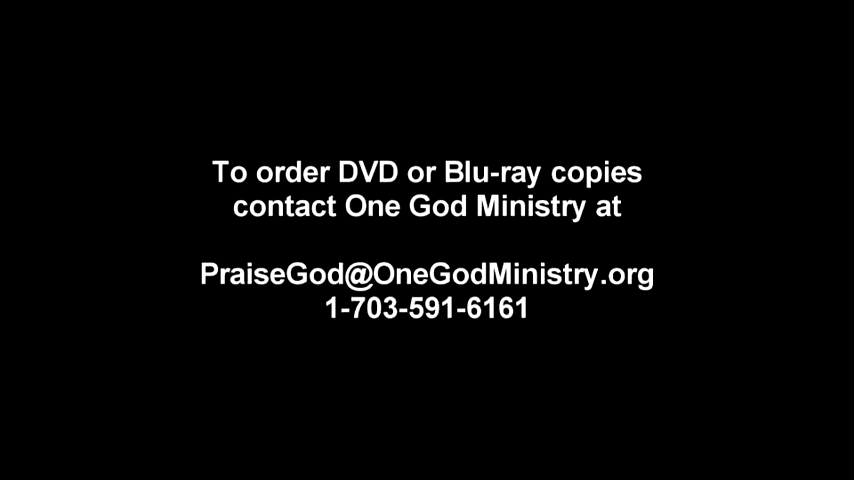 To order DVD or Blu-ray copies
contact One God Ministry at
PraiseGod@OneGodMinistry.org
1-703-591-6161